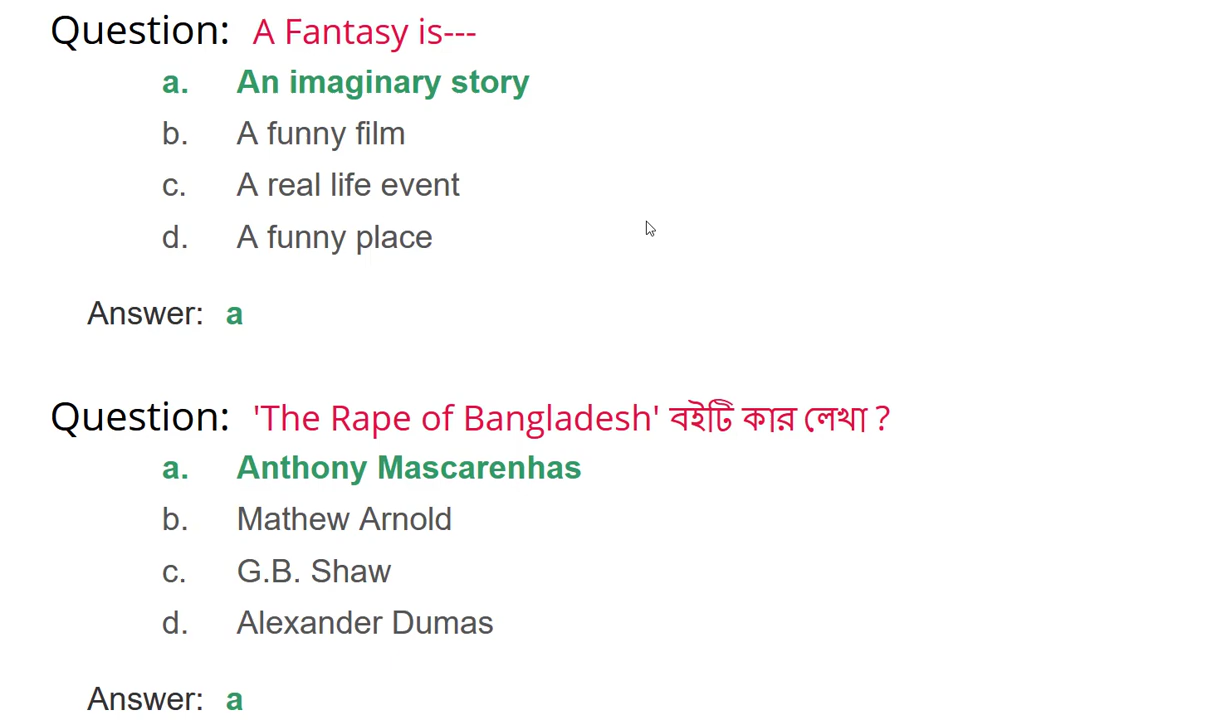 Question: A Fantasy is---
a. An imaginary story
b. A funny film
c. A real life event
d. A funny place
Answer: a
Question: 'The Rape of Bangladesh' বইটি কার লেখা ?
a. Anthony Mascarenhas
b. Mathew Arnold
c. G.B. Shaw
d. Alexander Dumas
Answer: a